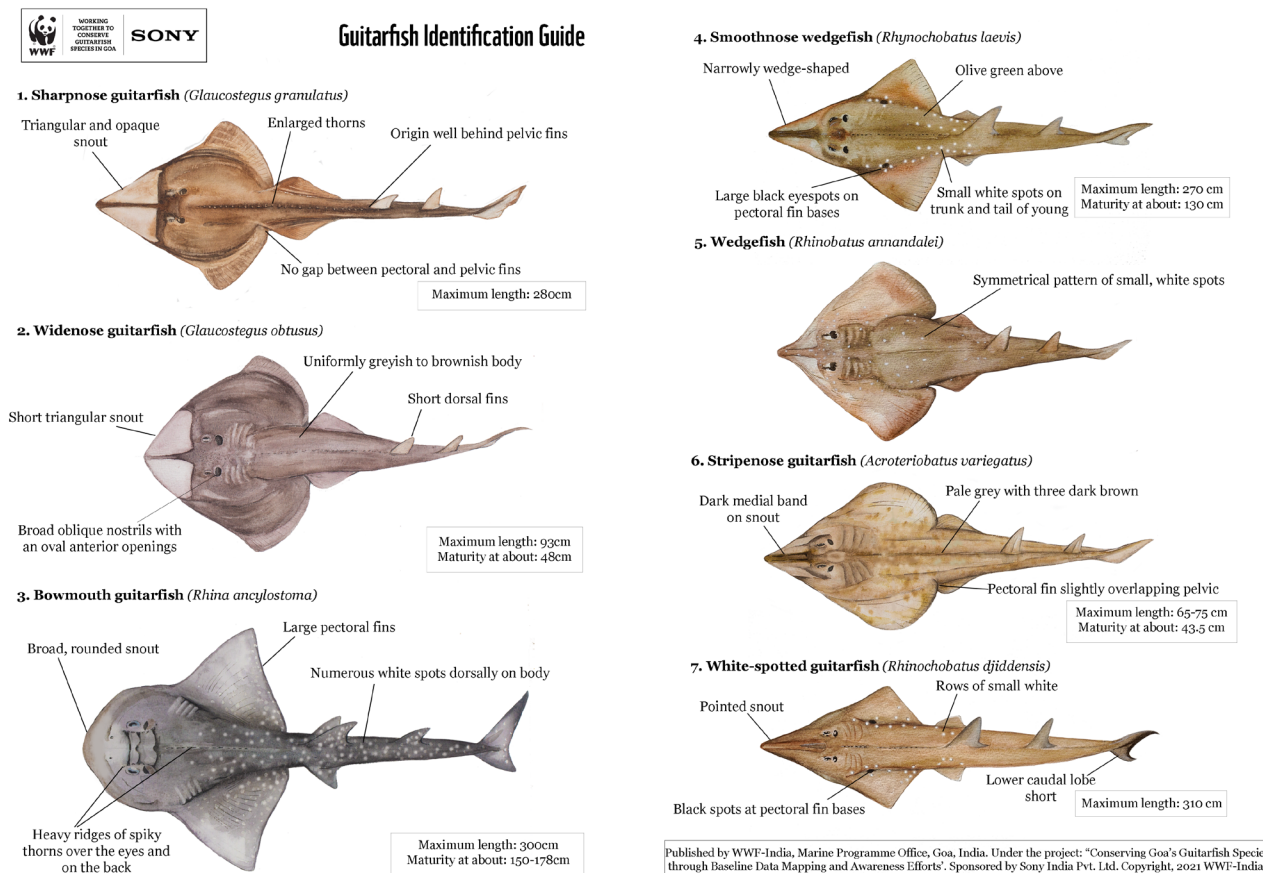 WWF
WORKING
TOGETHER TO
CONSERVE
GUITARFISH
SPECIES IN GOA
SONY
Guitarfish Identification Guide
1. Sharpnose guitarfish (Glaucostegus granulatus)
Triangular and opaque
snout
Enlarged thorns
Origin well behind pelvic fins
No gap between pectoral and pelvic fins
Maximum length: 280cm
2. Widenose guitarfish (Glaucostegus obtusus)
Uniformly greyish to brownish body
Short dorsal fins
Short triangular snout
Broad oblique nostrils with
an oval anterior openings
Maximum length: 93cm
Maturity at about: 48cm
3. Bowmouth guitarfish (Rhina ancylostoma)
Large pectoral fins
Broad, rounded snout
Numerous white spots dorsally on body
Heavy ridges of spiky
thorns over the eyes and
on the back
Maximum length: 300cm
Maturity at about: 150-178cm
4. Smoothnose wedgefish (Rhynochobatus laevis)
Narrowly wedge-shaped
Olive green above
Large black eyespots on
pectoral fin bases
Small white spots on
trunk and tail of young
Maximum length: 270 cm
Maturity at about: 130 cm
5. Wedgefish (Rhinobatus annandalei)
Symmetrical pattern of small, white spots
6. Stripenose guitarfish (Acroteriobatus variegatus)
Dark medial band
on snout
Pale grey with three dark brown
Pectoral fin slightly overlapping pelvic
Maximum length: 65-75 cm
Maturity at about: 43.5 cm
7. White-spotted guitarfish (Rhinochobatus djiddensis)
Rows of small white
Pointed snout
Lower caudal lobe
short
Black spots at pectoral fin bases
Maximum length: 310 cm
Published by WWF-India, Marine Programme Office, Goa, India. Under the project: "Conserving Goa's Guitarfish Specie
through Baseline Data Mapping and Awareness Efforts'. Sponsored by Sony India Pvt. Ltd. Copyright, 2021 WWF-India